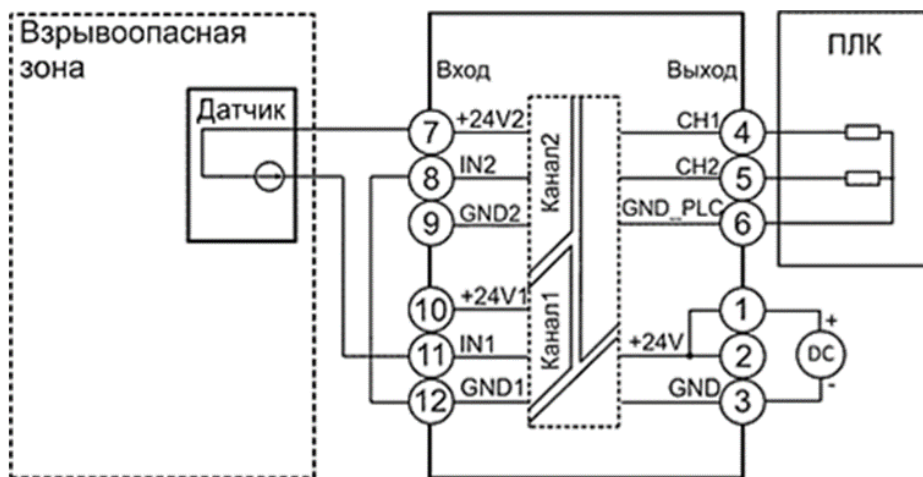 Взрывоопасная
зона
Датчик
Вход
Выход
ПЛК
7
+24V2
8
IN2
9
GND2
10
+24V1
11
IN1
12
GND1
Канал2
Канал1
CH1
4
CH2
5
GND_PLC
6
1
+24V
2
GND
3
+
DC
-